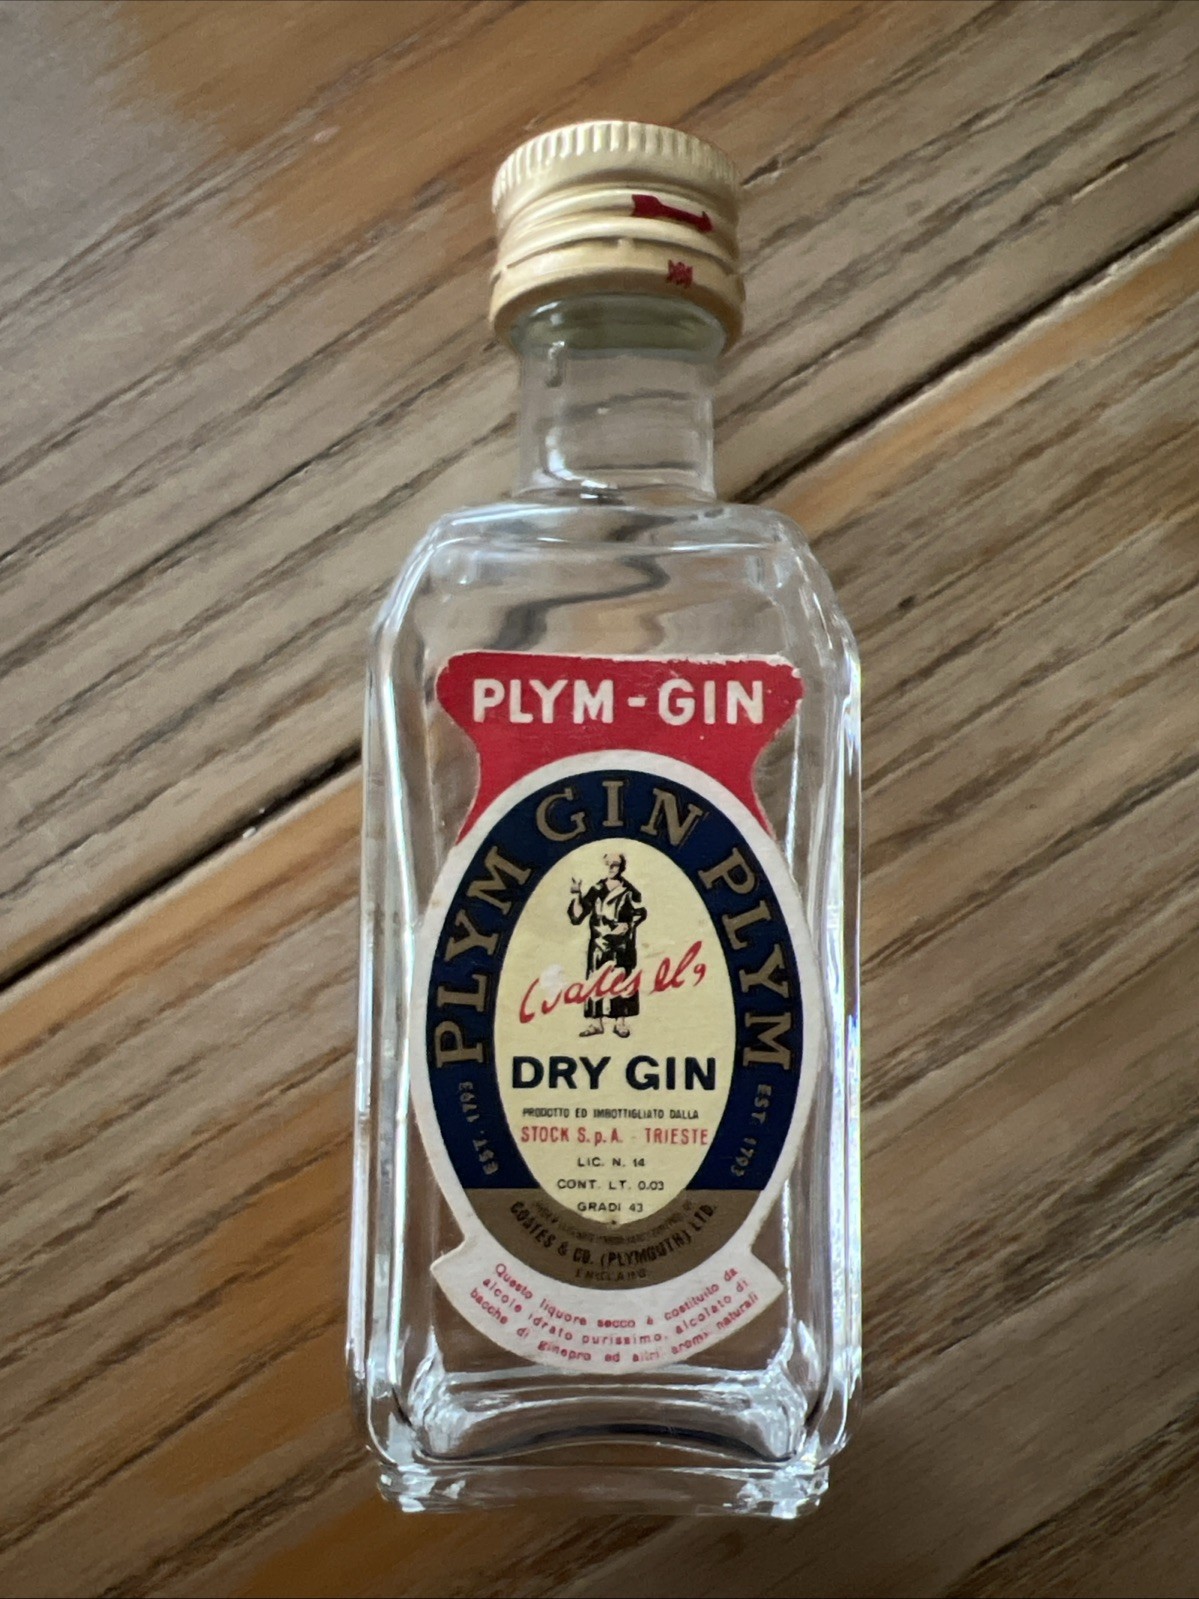 PLYM-GIN
PLYM GIN PLYM
EST. 1793
EST. 1793
Coates & Co
DRY GIN
PRODOTTO ED IMBOTTIGLIATO DALLA
STOCK S.p.A. - TRIESTE
LIC. N. 14
CONT. LT. 0.03
GRADI 43
COATES & CO. (PLYMOUTH) LTD.
ENGLAND
Questo liquore secco è costituito da
alcole idrato purissimo, alcolato di
bacche di ginepro ed altri aromi naturali